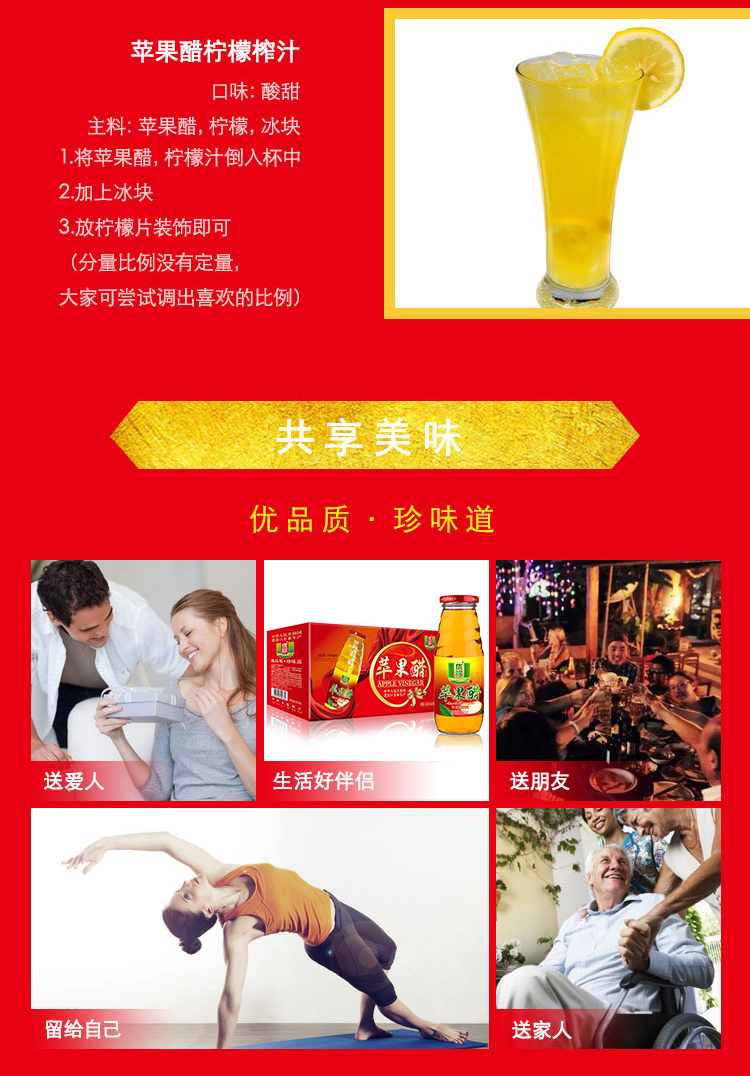 苹果醋柠檬榨汁
口味: 酸甜
主料: 苹果醋, 柠檬, 冰块
1.将苹果醋, 柠檬汁倒入杯中
2.加上冰块
3.放柠檬片装饰即可
（分量比例没有定量,
大家可尝试调出喜欢的比例）
共享美味
优品质·珍味道
苹果醋
APPLE VINEGAR
苹果醋
送爱人
生活好伴侣
送朋友
留给自己
送家人